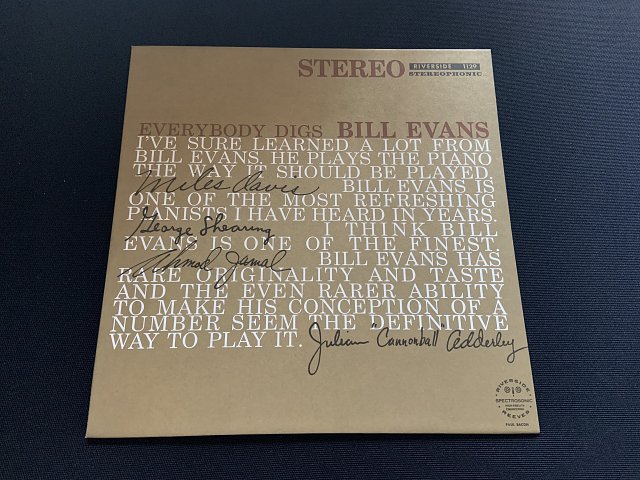 STEREO RIVERSIDE 1129
STEREOPHONIC
EVERYBODY DIGS BILL EVANS
I'VE SURE LEARNED A LOT FROM
BILL EVANS. HE PLAYS THE PIANO
THE WAY IT SHOULD BE PLAYED.
Miles Davis BILL EVANS IS
ONE OF THE MOST REFRESHING
PIANISTS I HAVE HEARD IN YEARS.
George Shearing I THINK BILL
EVANS IS ONE OF THE FINEST.
Ahmad Jamal BILL EVANS HAS
RARE ORIGINALITY AND TASTE
AND THE EVEN RARER ABILITY
TO MAKE HIS CONCEPTION OF A
NUMBER SEEM THE DEFINITIVE
WAY TO PLAY IT. Julian "Cannonball" Adderley
RIVERSIDE
SPECTROSONIC
HIGH-FIDELITY
ENGINEERING
REEVES
PAUL BACON